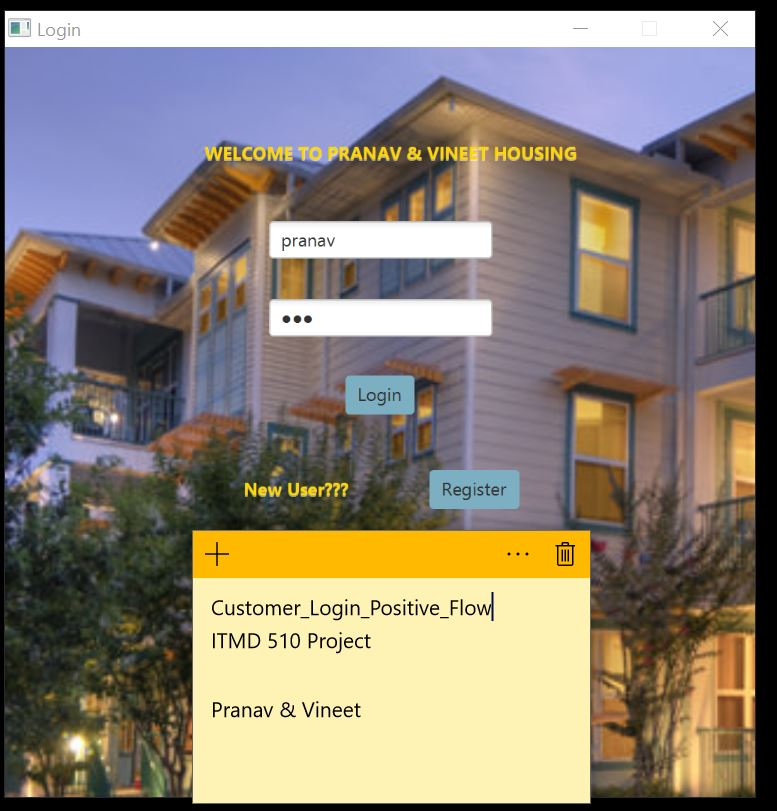 Login
WELCOME TO PRANAV & VINEET HOUSING
pranav
●●●
Login
New User???
Register
Customer_Login_Positive_Flow
ITMD 510 Project
Pranav & Vineet